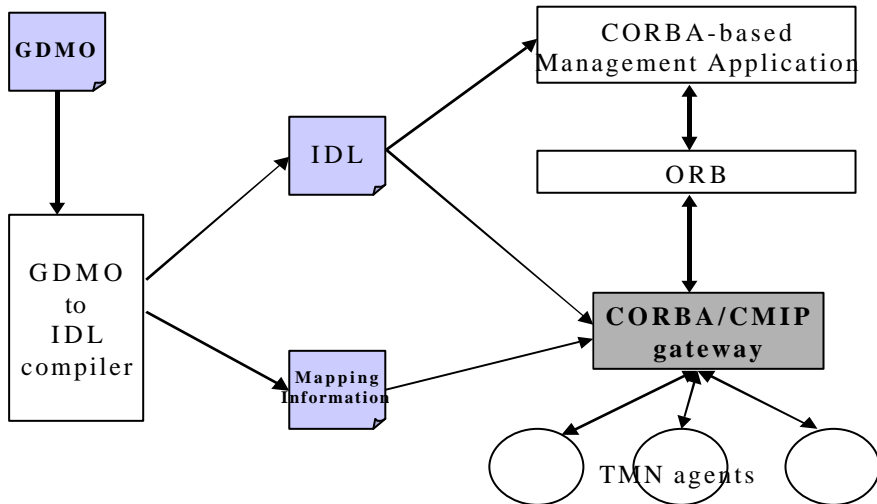 GDMO
CORBA-based
Management Application
IDL
ORB
GDMO
to
IDL
compiler
CORBA/CMIP
gateway
Mapping
Information
TMN agents